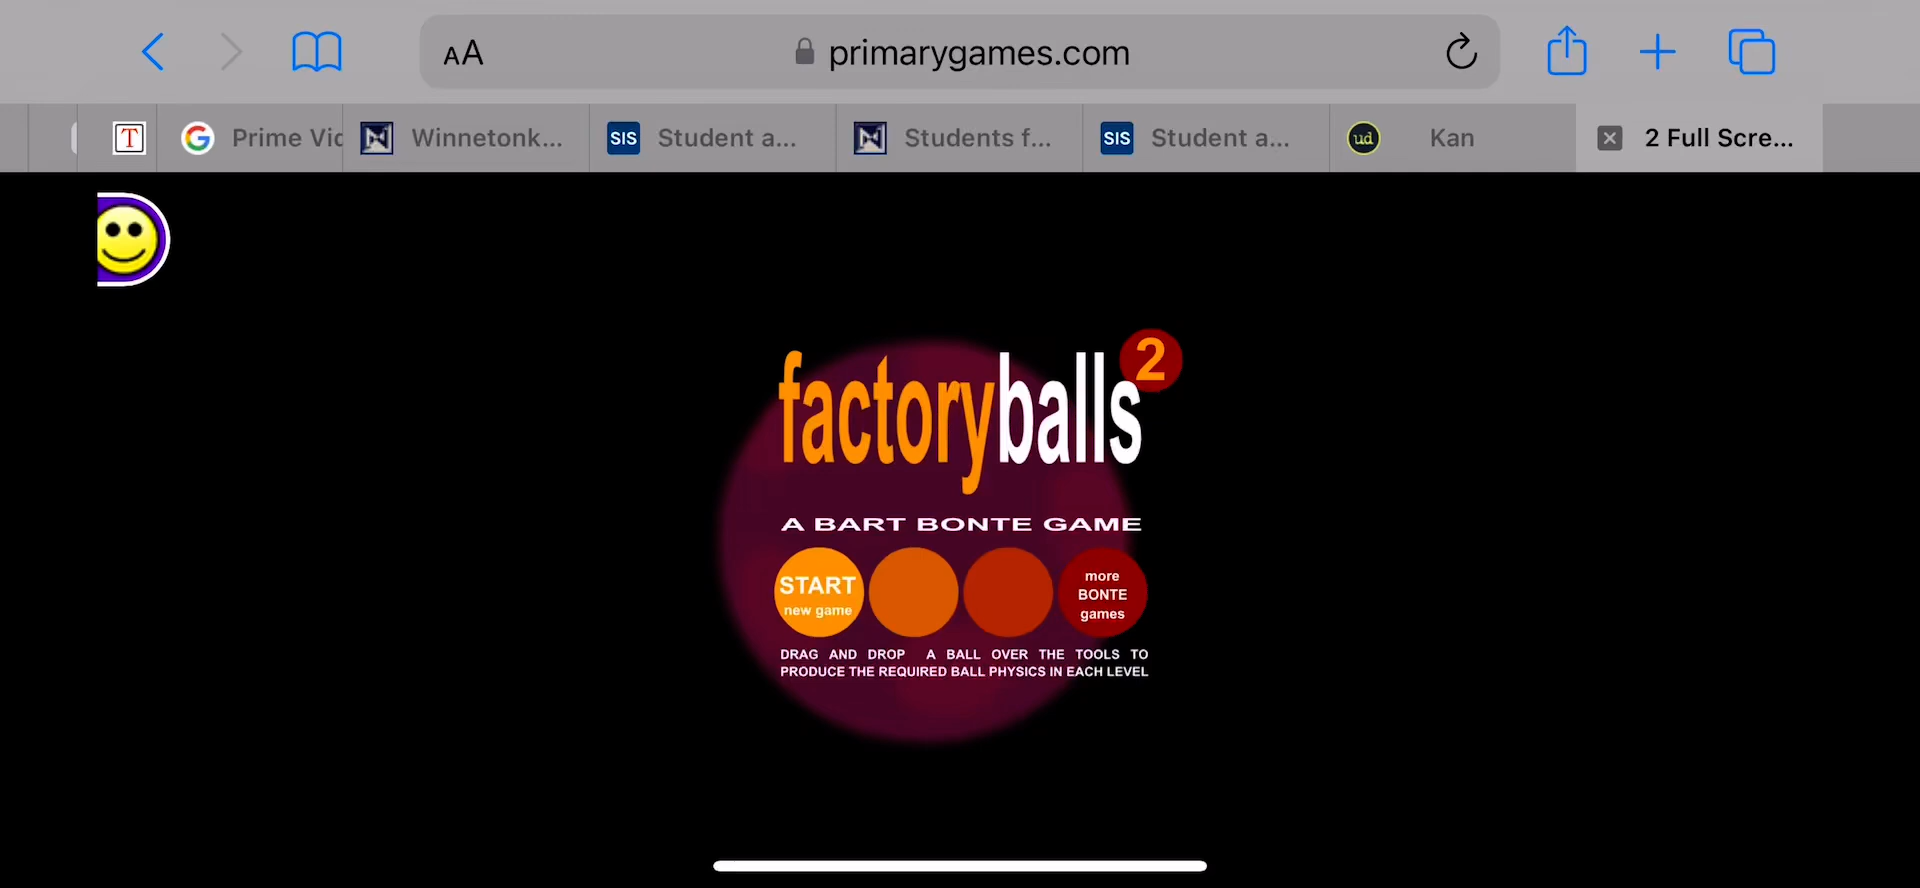 AA primarygames.com
T Prime Vic Winnetonk... SIS Student a... Students f... SIS Student a... ud Kan 2 Full Scre...
factoryballs 2
A BART BONTE GAME
START
new game
more
BONTE
games
DRAG AND DROP A BALL OVER THE TOOLS TO
PRODUCE THE REQUIRED BALL PHYSICS IN EACH LEVEL